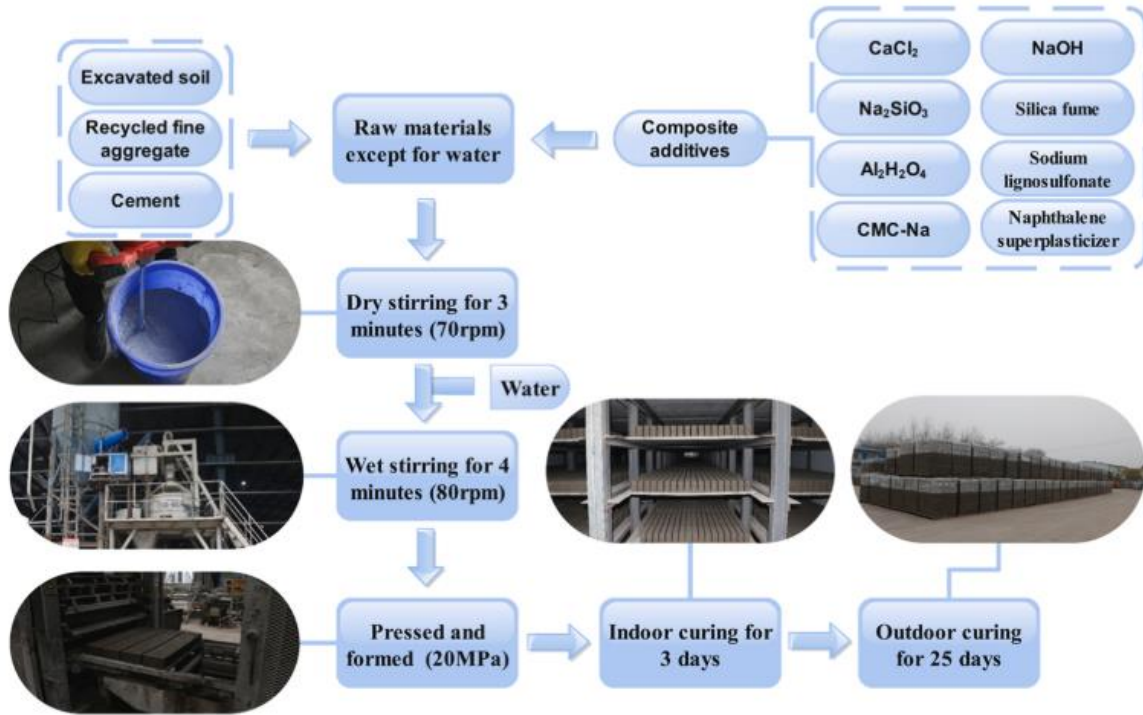 Excavated soil
Recycled fine
aggregate
Cement
Raw materials
except for water
Composite
additives
CaCl₂
NaOH
Na₂SiO₃
Silica fume
Al₂H₂O₄
Sodium
lignosulfonate
CMC-Na
Naphthalene
superplasticizer
Dry stirring for 3
minutes (70rpm)
Water
Wet stirring for 4
minutes (80rpm)
Pressed and
formed (20MPa)
Indoor curing for
3 days
Outdoor curing
for 25 days